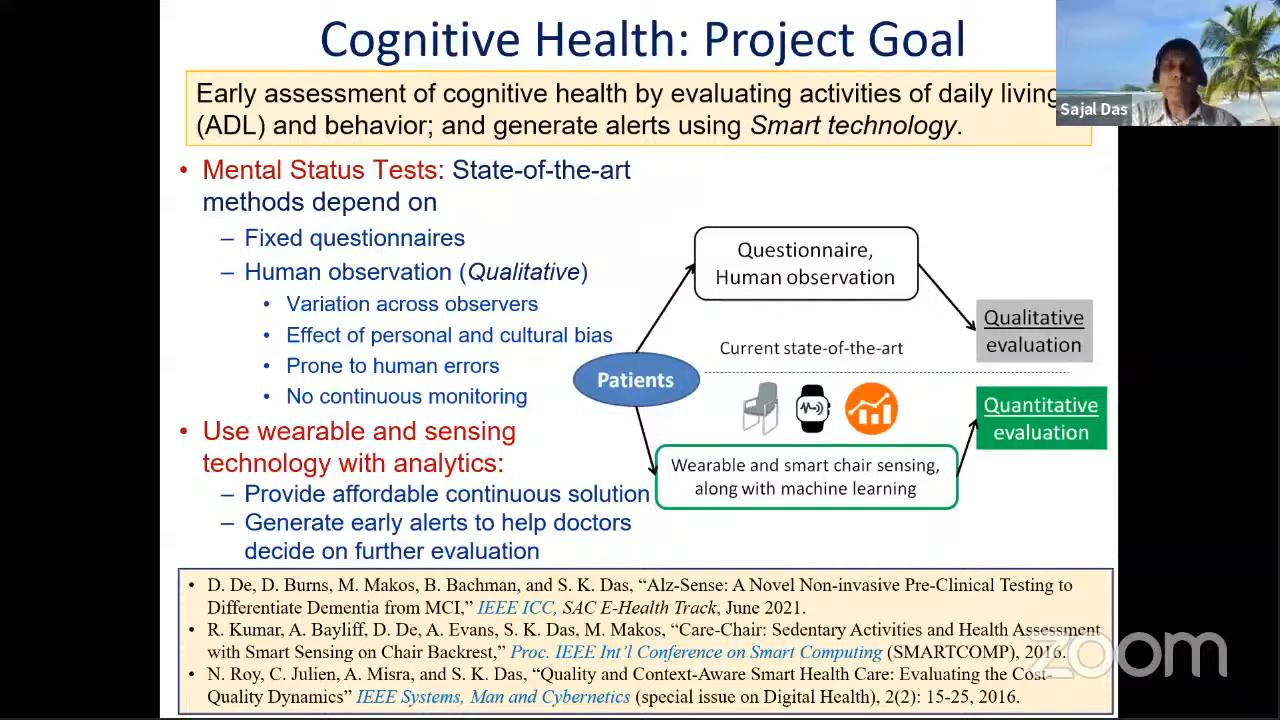 Cognitive Health: Project Goal
Sajal Das
Early assessment of cognitive health by evaluating activities of daily living
(ADL) and behavior; and generate alerts using Smart technology.
• Mental Status Tests: State-of-the-art
methods depend on
– Fixed questionnaires
– Human observation (Qualitative)
• Variation across observers
• Effect of personal and cultural bias
• Prone to human errors
• No continuous monitoring
• Use wearable and sensing
technology with analytics:
– Provide affordable continuous solution
– Generate early alerts to help doctors
decide on further evaluation
Questionnaire,
Human observation
Qualitative
evaluation
Current state-of-the-art
Patients
Quantitative
evaluation
Wearable and smart chair sensing,
along with machine learning
• D. De, D. Burns, M. Makos, B. Bachman, and S. K. Das, “Alz-Sense: A Novel Non-invasive Pre-Clinical Testing to
Differentiate Dementia from MCI,” IEEE ICC, SAC E-Health Track, June 2021.
• R. Kumar, A. Bayliff, D. De, A. Evans, S. K. Das, M. Makos, “Care-Chair: Sedentary Activities and Health Assessment
with Smart Sensing on Chair Backrest,” Proc. IEEE Int’l Conference on Smart Computing (SMARTCOMP), 2016.
• N. Roy, C. Julien, A. Misra, and S. K. Das, “Quality and Context-Aware Smart Health Care: Evaluating the Cost-
Quality Dynamics” IEEE Systems, Man and Cybernetics (special issue on Digital Health), 2(2): 15-25, 2016.
zoom